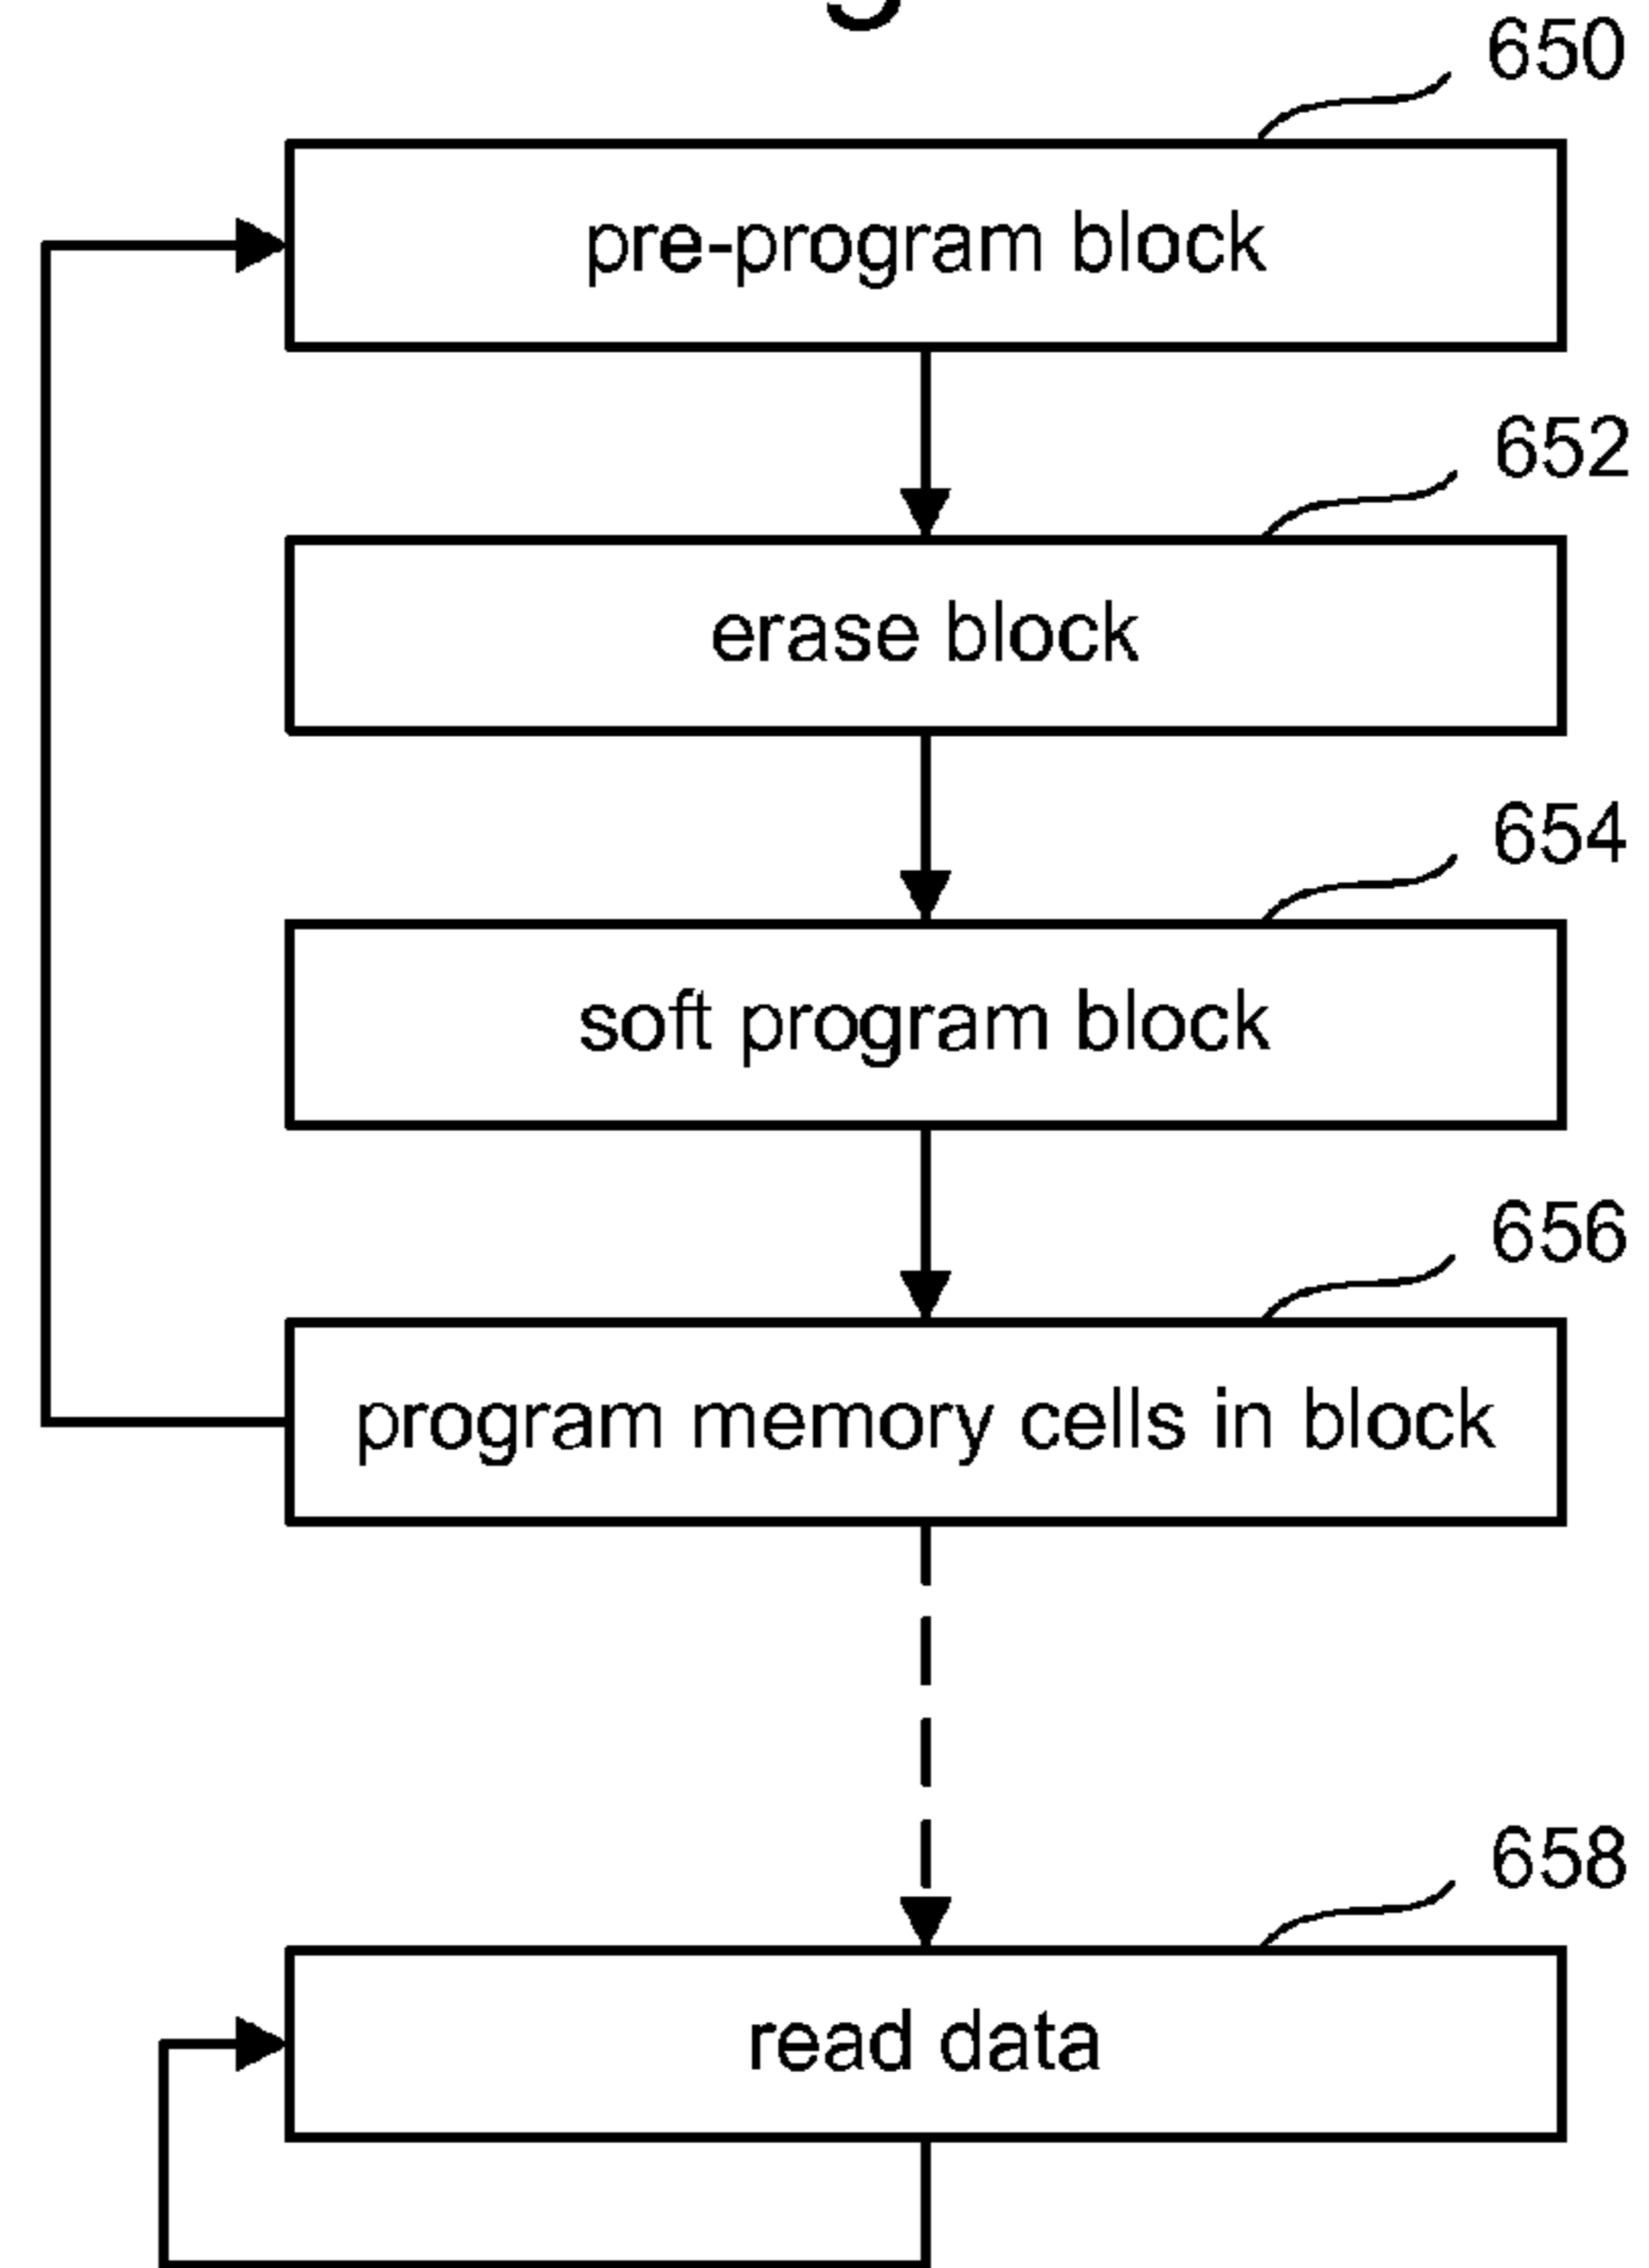 650
pre-program block
652
erase block
654
soft program block
656
program memory cells in block
658
read data